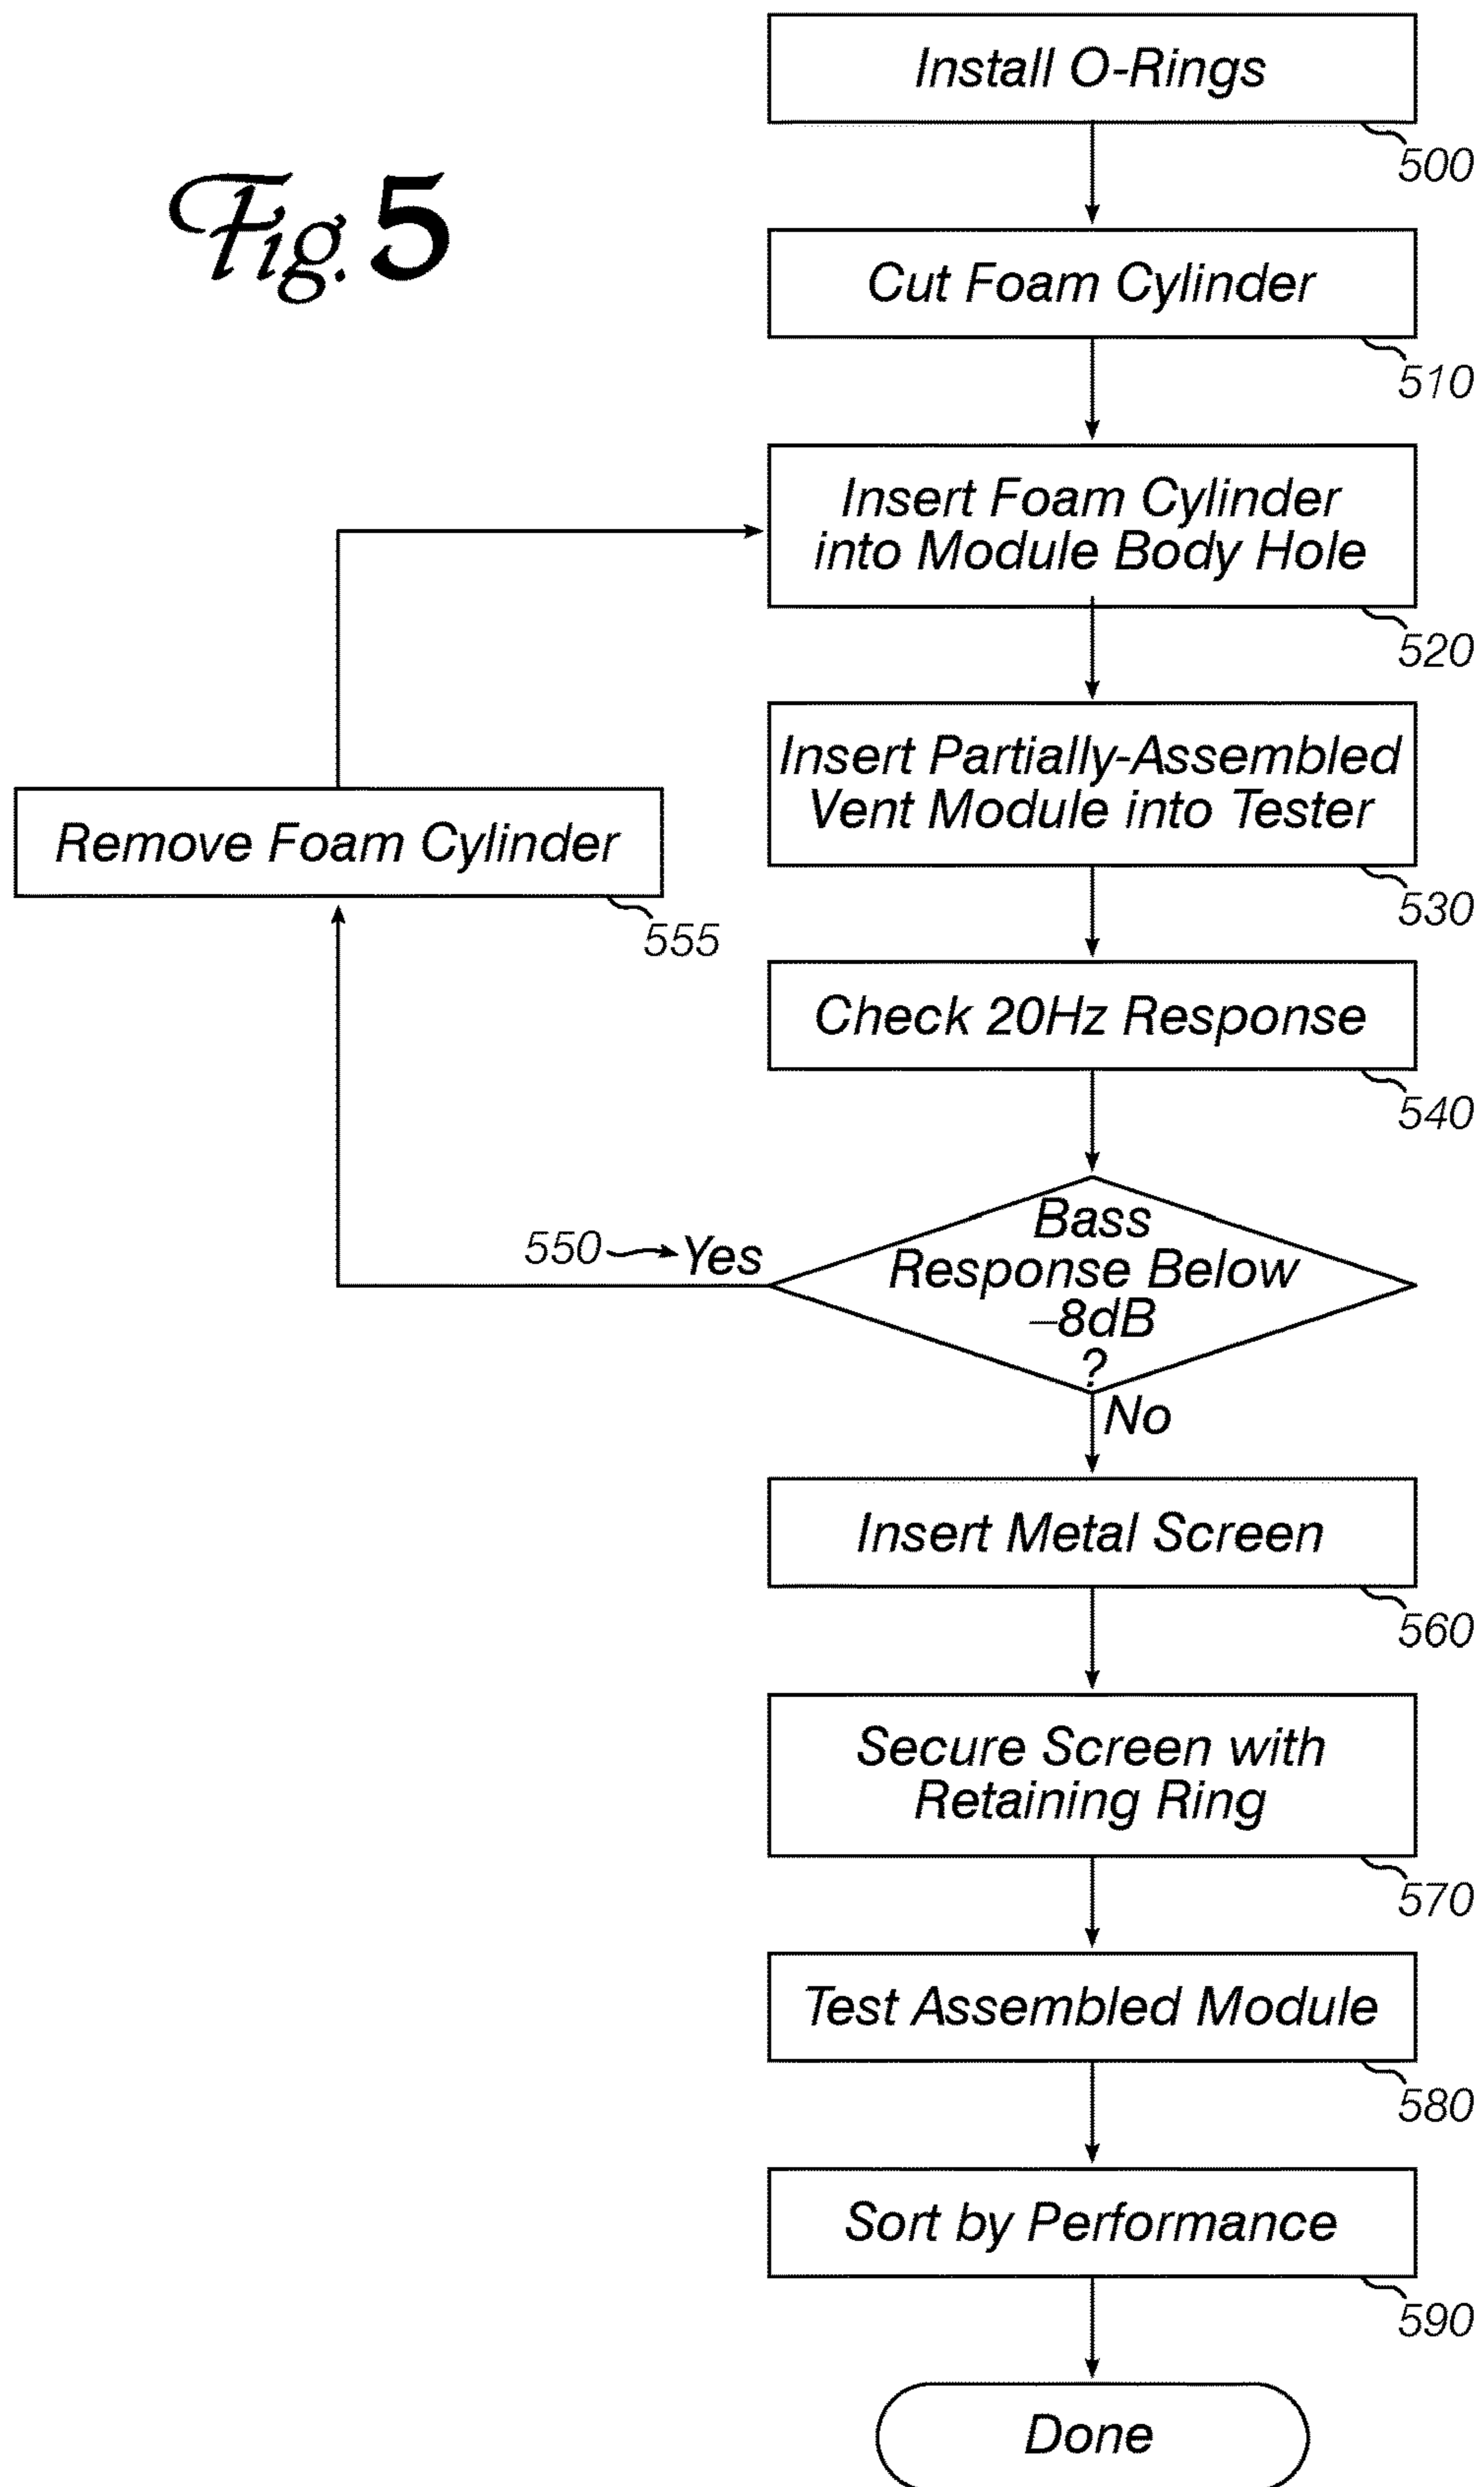 Fig. 5
Install O-Rings
500
Cut Foam Cylinder
510
Insert Foam Cylinder
into Module Body Hole
520
Insert Partially-Assembled
Vent Module into Tester
530
Remove Foam Cylinder
555
Check 20Hz Response
540
Bass
Response Below
–8dB
?
550
Yes
No
Insert Metal Screen
560
Secure Screen with
Retaining Ring
570
Test Assembled Module
580
Sort by Performance
590
Done